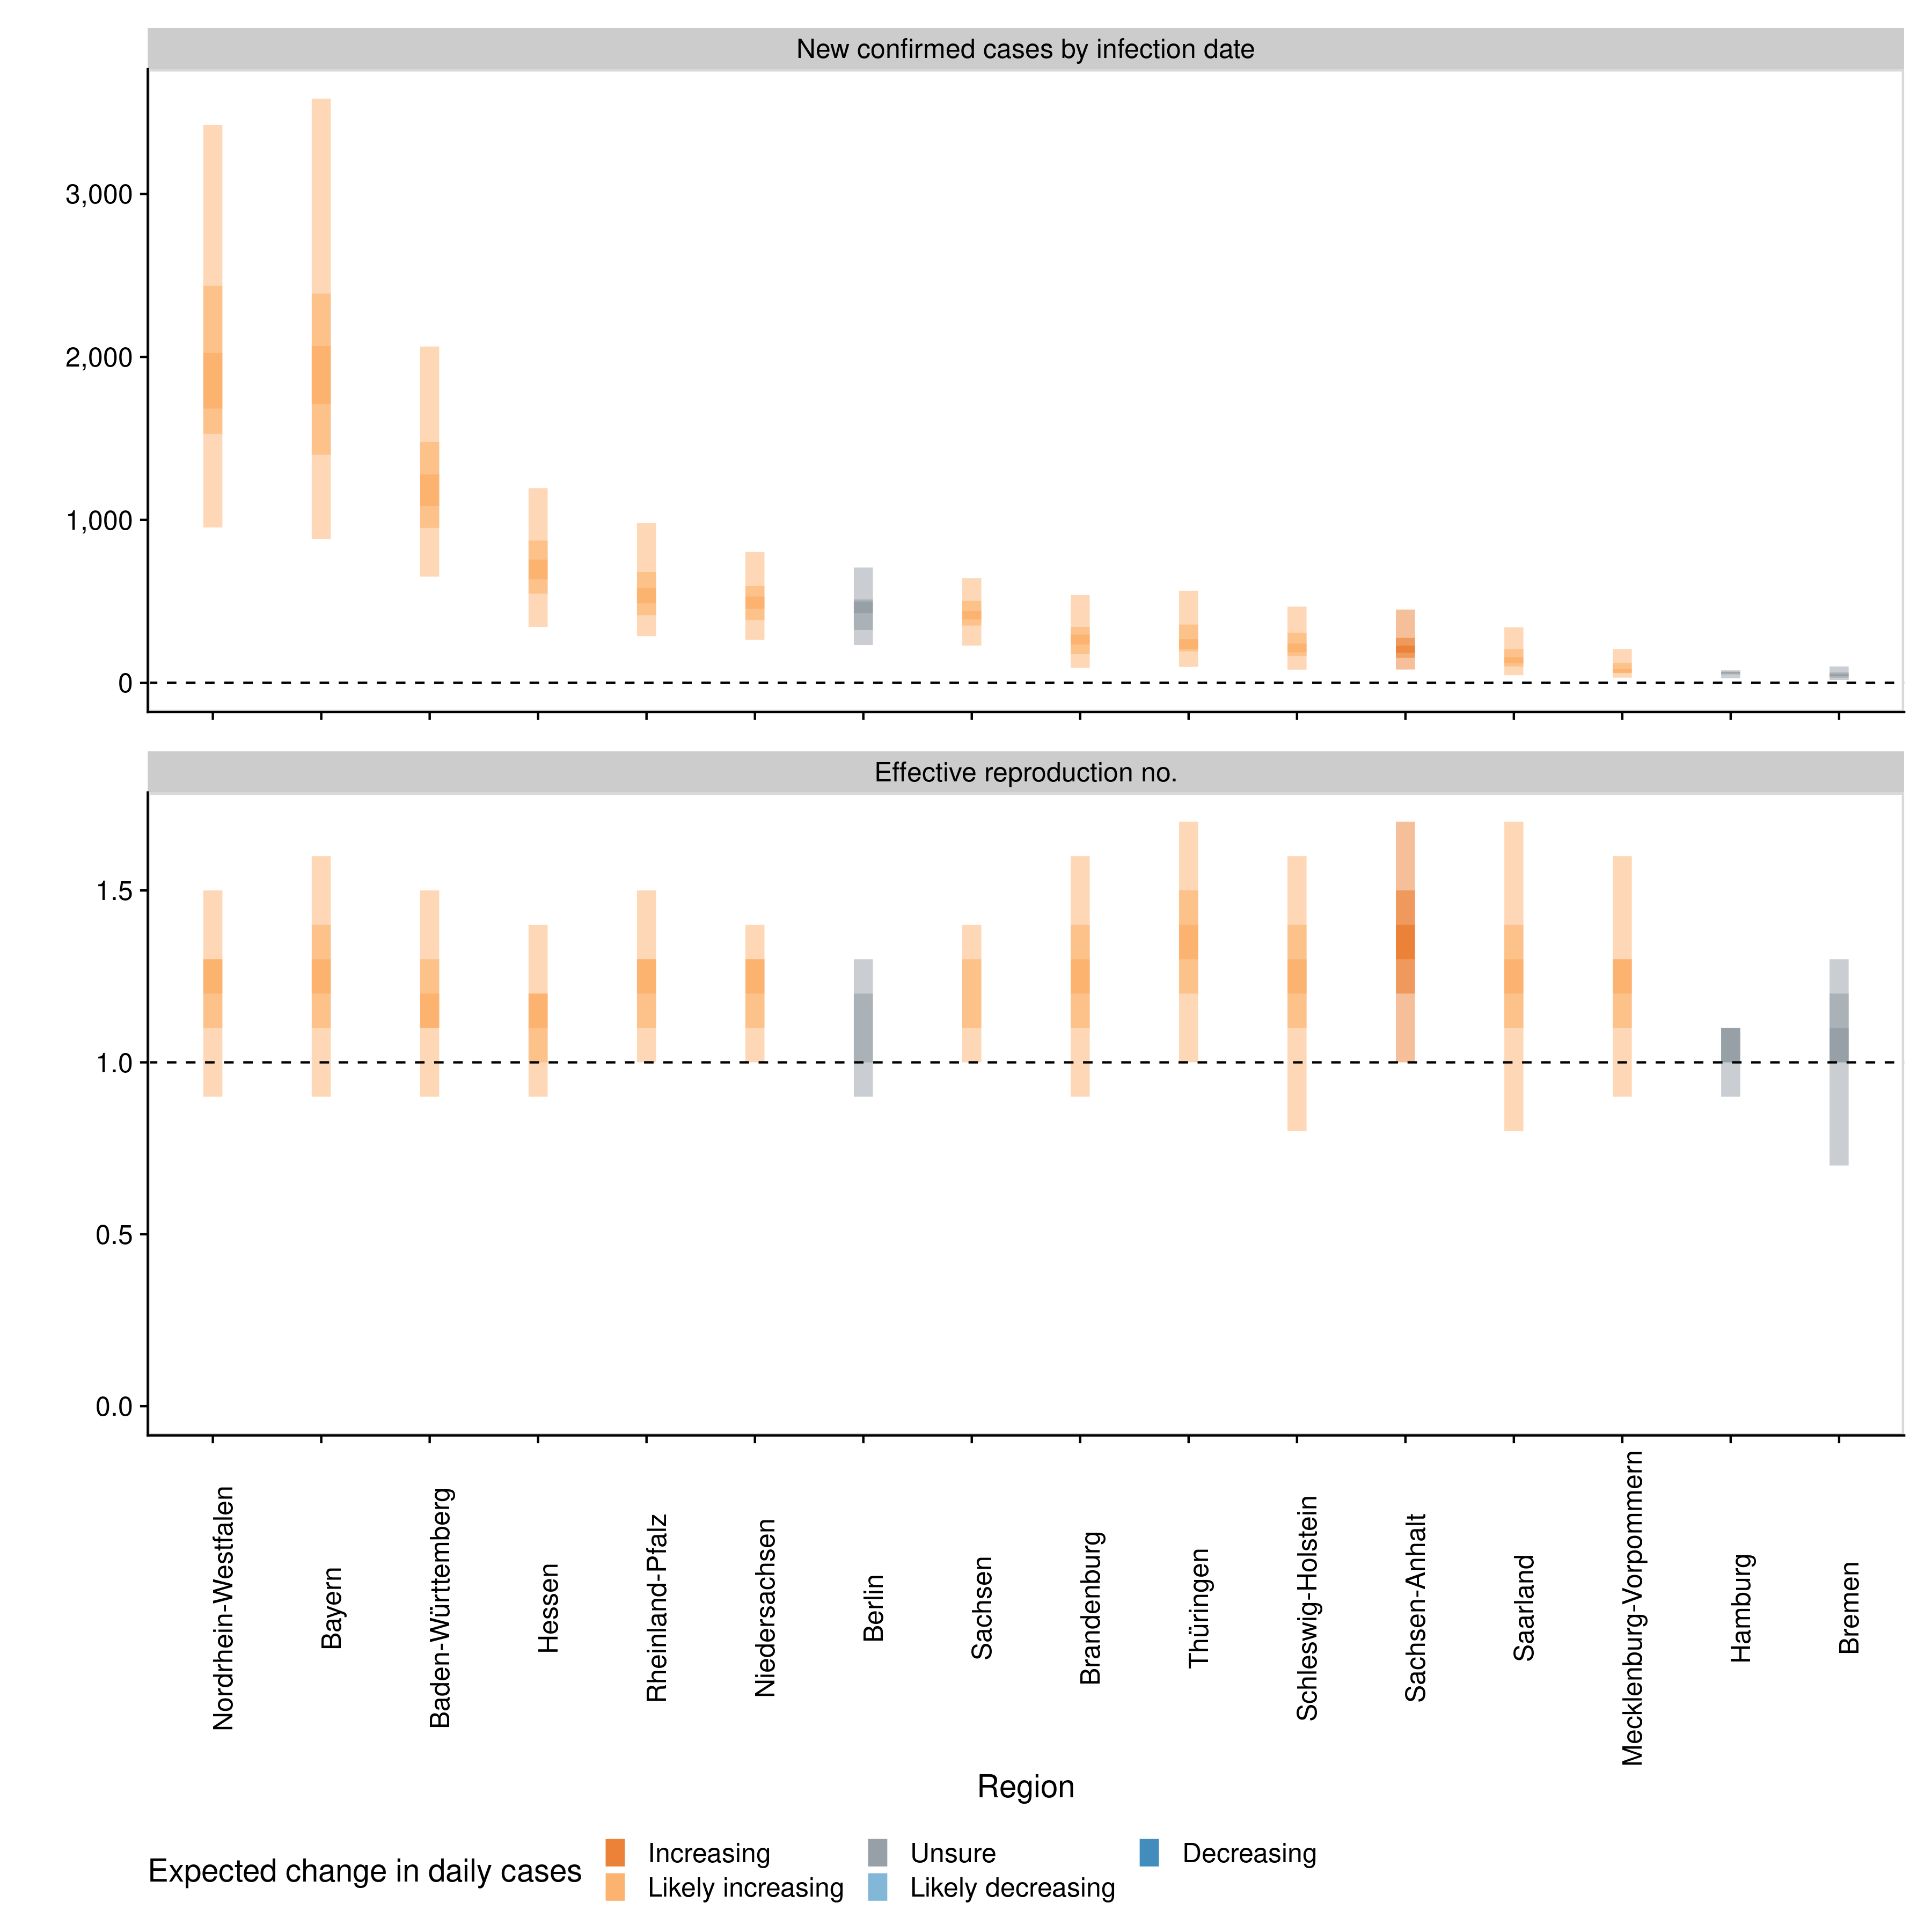 New confirmed cases by infection date
3,000
2,000
1,000
0
Effective reproduction no.
1.5
1.0
0.5
0.0
Nordrhein-Westfalen
Bayern
Baden-Württemberg
Hessen
Rheinland-Pfalz
Niedersachsen
Berlin
Sachsen
Brandenburg
Thüringen
Schleswig-Holstein
Sachsen-Anhalt
Saarland
Mecklenburg-Vorpommern
Hamburg
Bremen
Region
Expected change in daily cases
Increasing
Likely increasing
Unsure
Likely decreasing
Decreasing